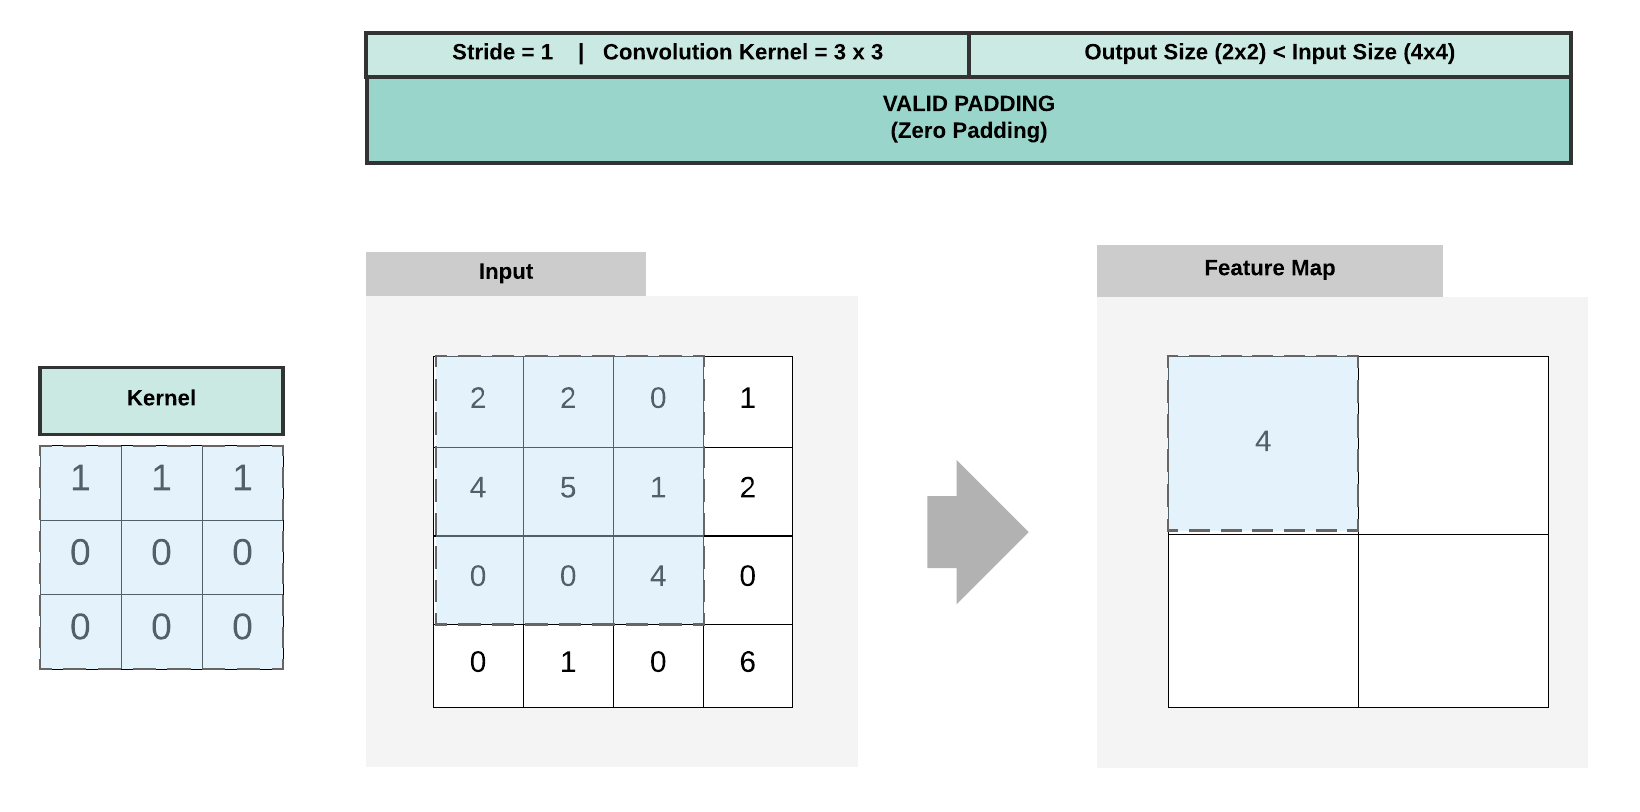 Stride = 1 | Convolution Kernel = 3 x 3
Output Size (2x2) < Input Size (4x4)
VALID PADDING
(Zero Padding)
Kernel
1 1 1
0 0 0
0 0 0
Input
2 2 0 1
4 5 1 2
0 0 4 0
0 1 0 6
Feature Map
4